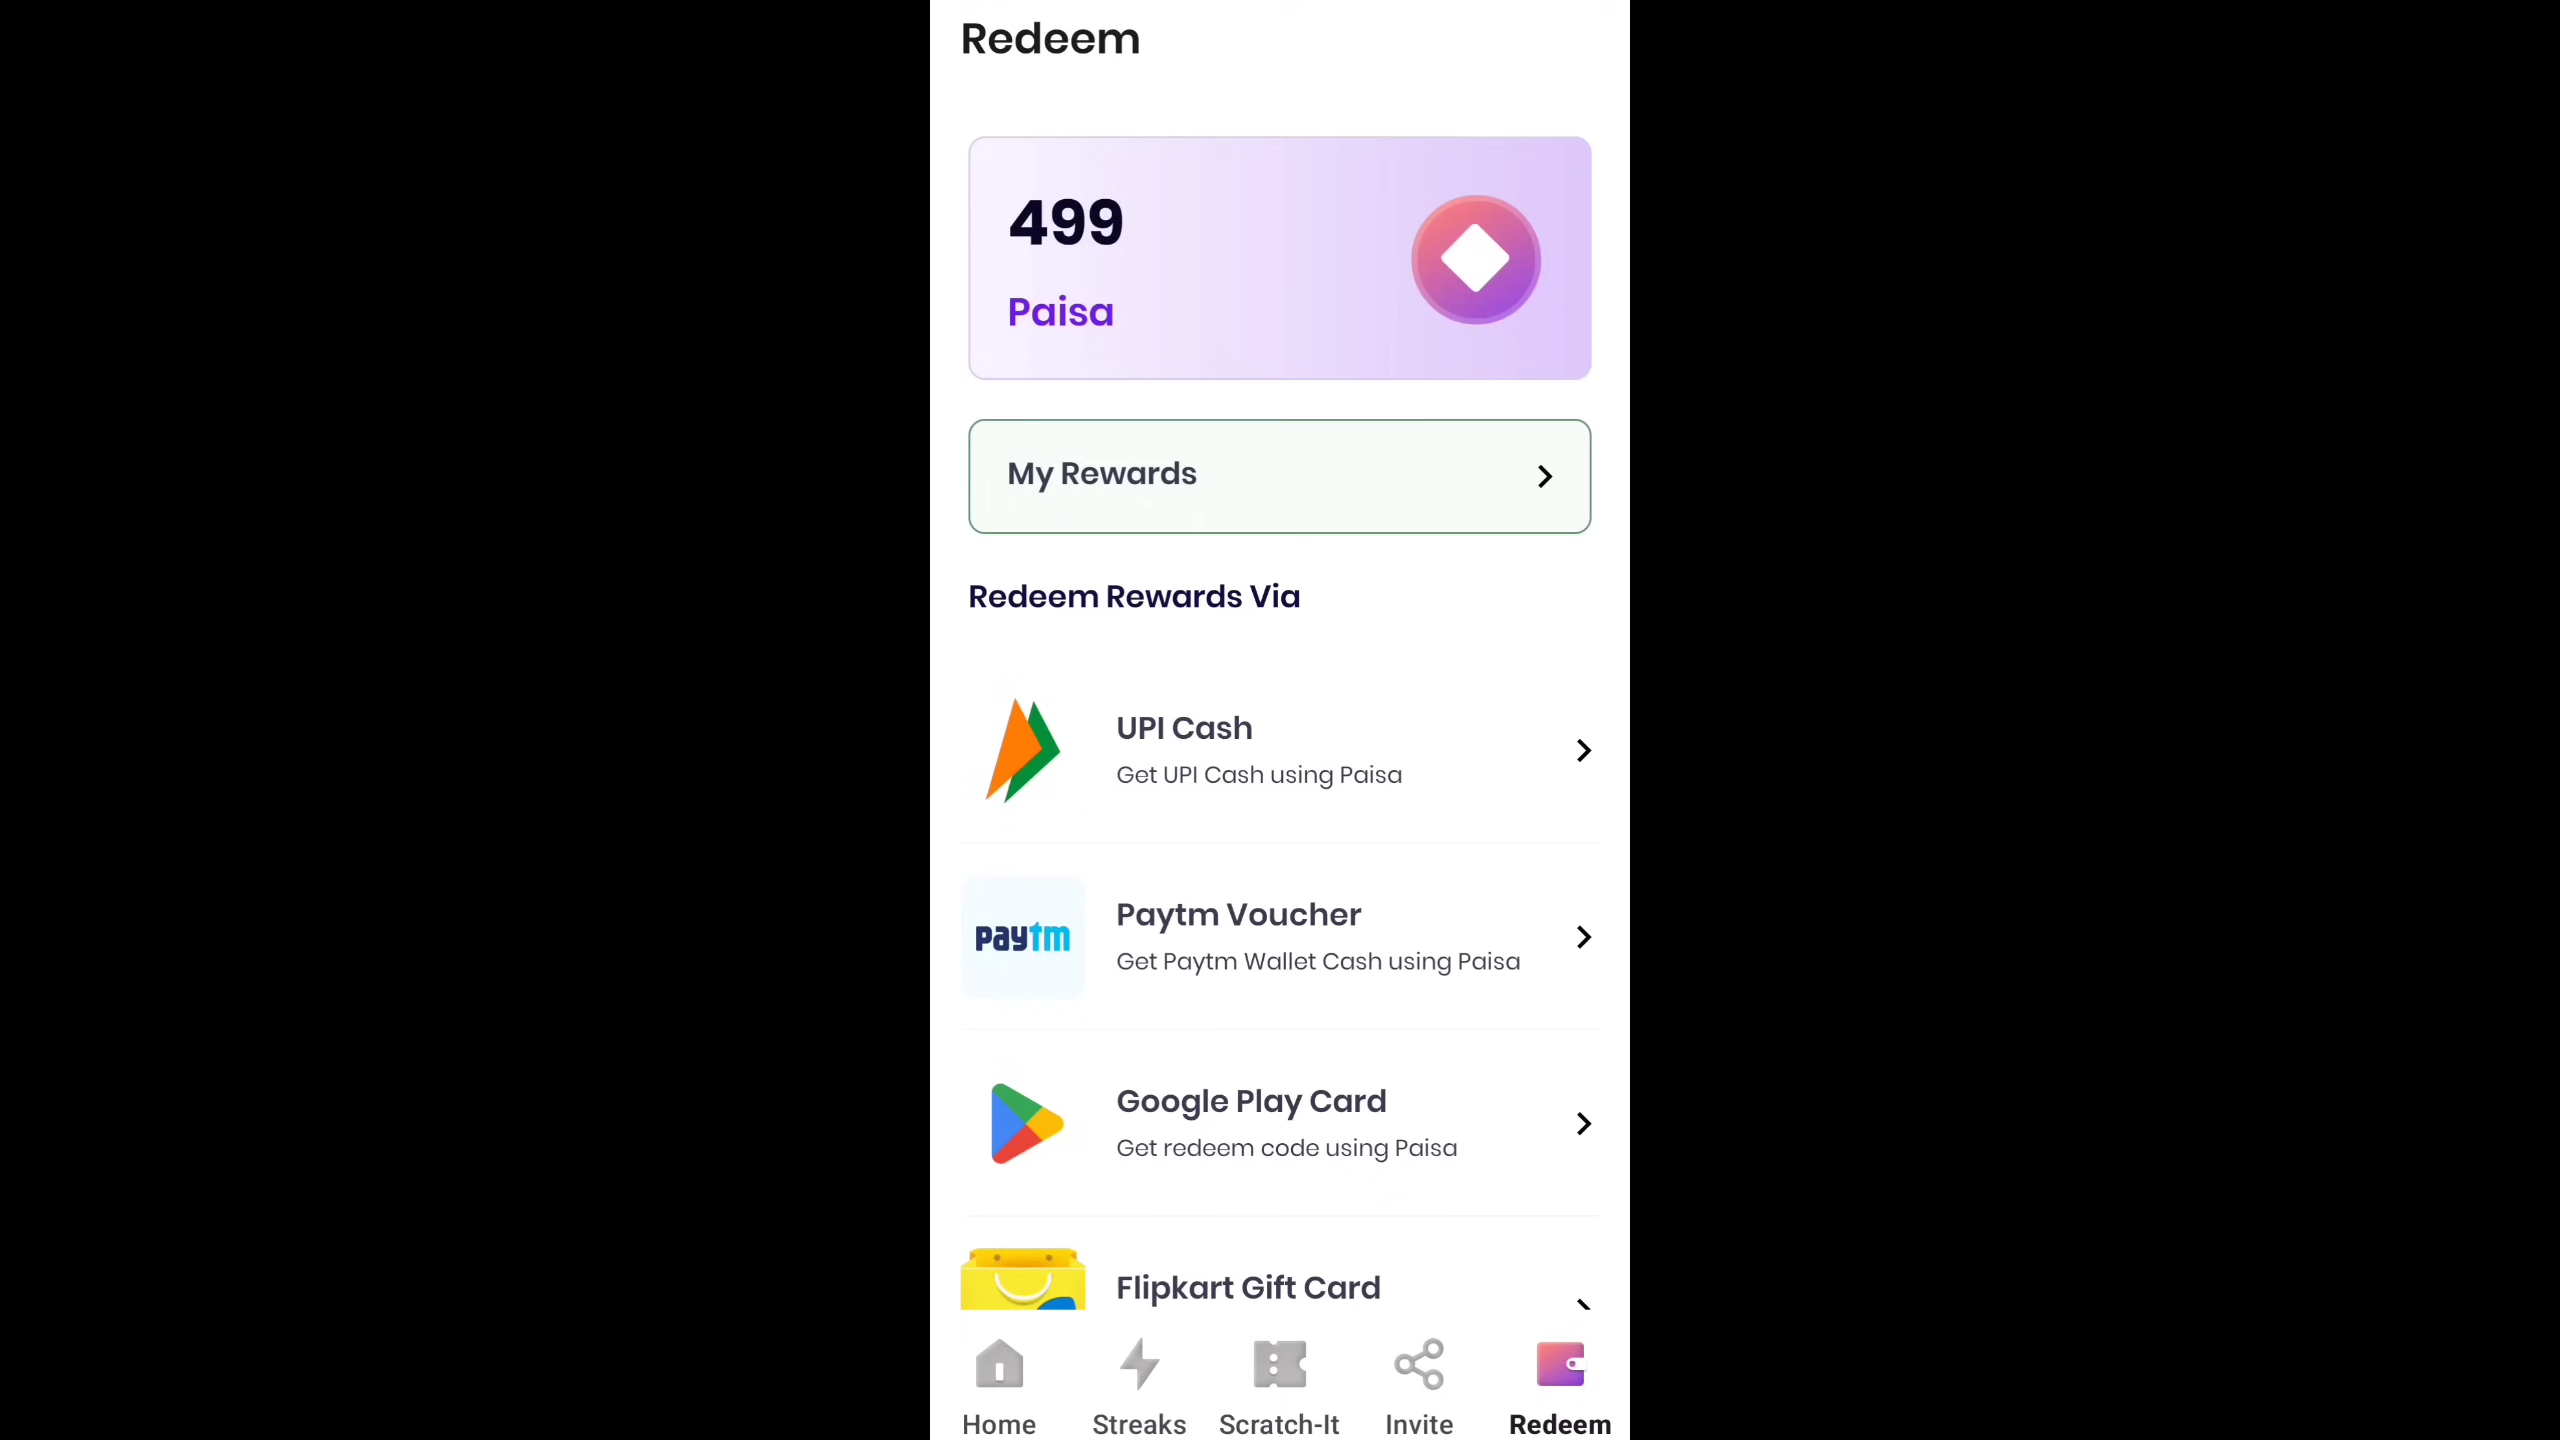 Redeem
499
Paisa
My Rewards
Redeem Rewards Via
UPI Cash
Get UPI Cash using Paisa
paytm
Paytm Voucher
Get Paytm Wallet Cash using Paisa
Google Play Card
Get redeem code using Paisa
Flipkart Gift Card
Home
Streaks
Scratch-It
Invite
Redeem